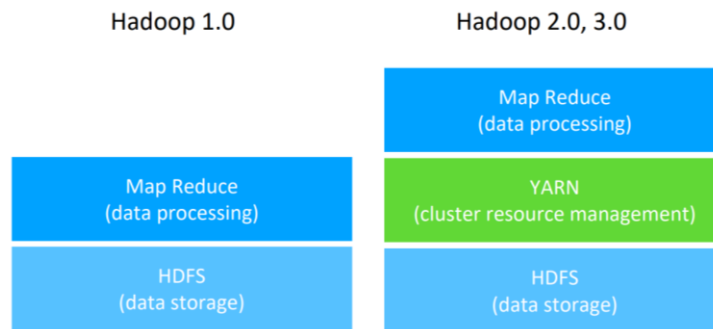 Hadoop 1.0
Map Reduce
(data processing)
HDFS
(data storage)
Hadoop 2.0, 3.0
Map Reduce
(data processing)
YARN
(cluster resource management)
HDFS
(data storage)